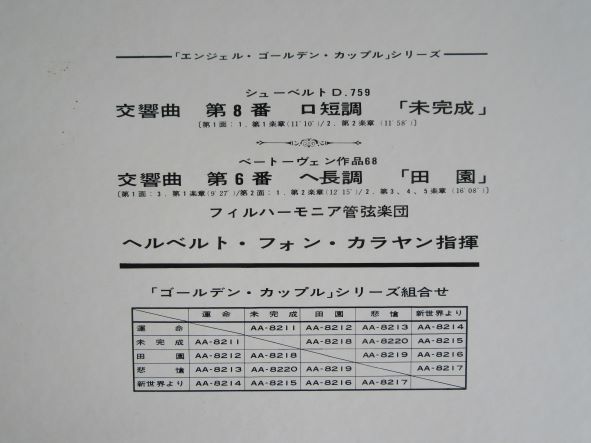 「エンジェル・ゴールデン・カップル」シリーズ
シューベルトD.759
交響曲 第8番 ロ短調 「未完成」
〔第1面：1. 第1楽章(11′10″)/2. 第2楽章(11′58″)〕
ベートーヴェン作品68
交響曲 第6番 ヘ長調 「田園」
〔第1面：3. 第1楽章(9′27″)/第2面：1. 第2楽章(12′15″)/2. 第3、4、5楽章(16′08″)〕
フィルハーモニア管弦楽団
ヘルベルト・フォン・カラヤン指揮
「ゴールデン・カップル」シリーズ組合せ
運命 未完成 田園 悲愴 新世界より
運命 AA-8211 AA-8212 AA-8213 AA-8214
未完成 AA-8211 AA-8218 AA-8220 AA-8215
田園 AA-8212 AA-8218 AA-8219 AA-8216
悲愴 AA-8213 AA-8220 AA-8219 AA-8217
新世界より AA-8214 AA-8215 AA-8216 AA-8217